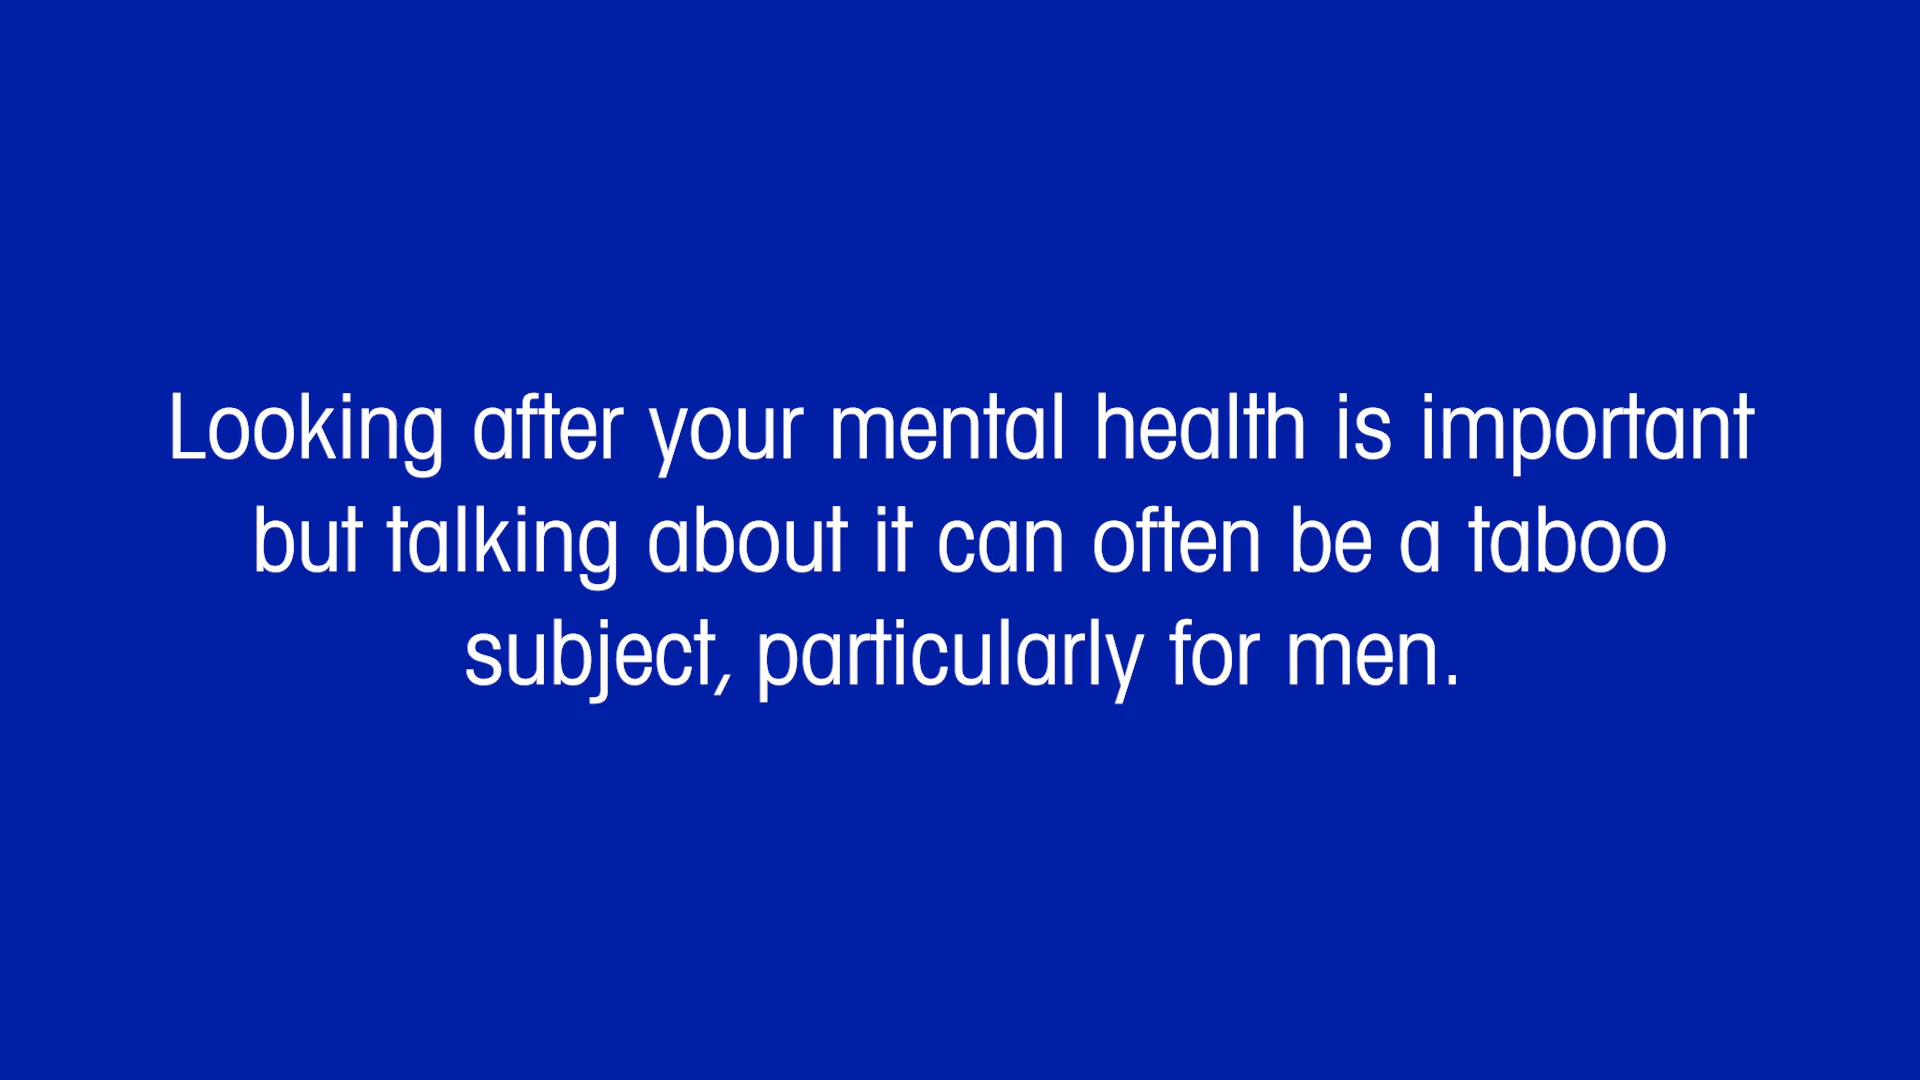 Looking after your mental health is important
but talking about it can often be a taboo
subject, particularly for men.